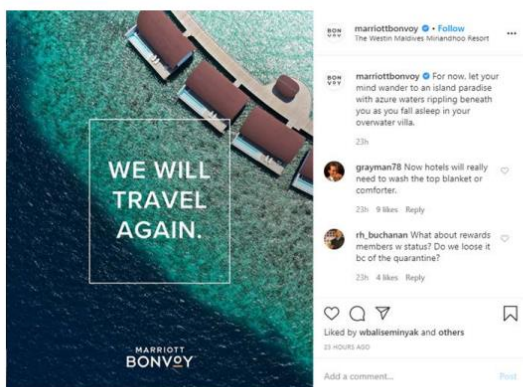 WE WILL
TRAVEL
AGAIN.
MARRIOTT
BONVOY
BON
VOY
marriottbonvoy • Follow
The Westin Maldives Miriandhoo Resort
BON
VOY
marriottbonvoy For now, let your
mind wander to an island paradise
with azure waters rippling beneath
you as you fall asleep in your
overwater villa.
23h
grayman78 Now hotels will really
need to wash the top blanket or
comforter.
23h 9 likes Reply
rh_buchanan What about rewards
members w status? Do we loose it
bc of the quarantine?
23h 4 likes Reply
Liked by wbaliseminyak and others
23 HOURS AGO
Add a comment... Post